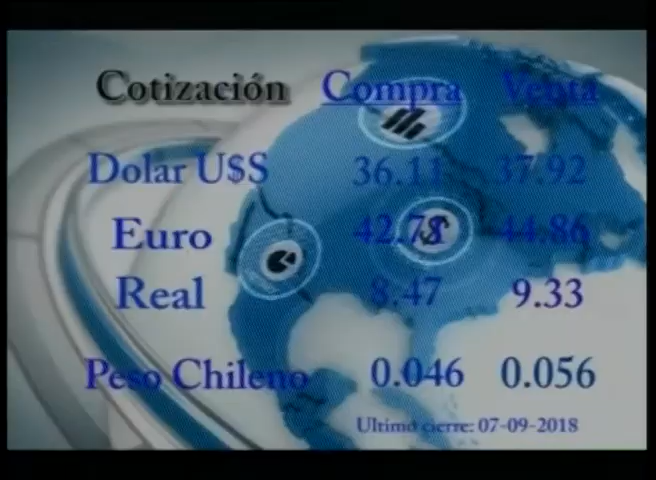 Cotización Compra Venta
Dolar U$S 36.11 37.92
Euro 42.78 44.86
Real 8.47 9.33
Peso Chileno 0.046 0.056
Ultimo cierre: 07-09-2018